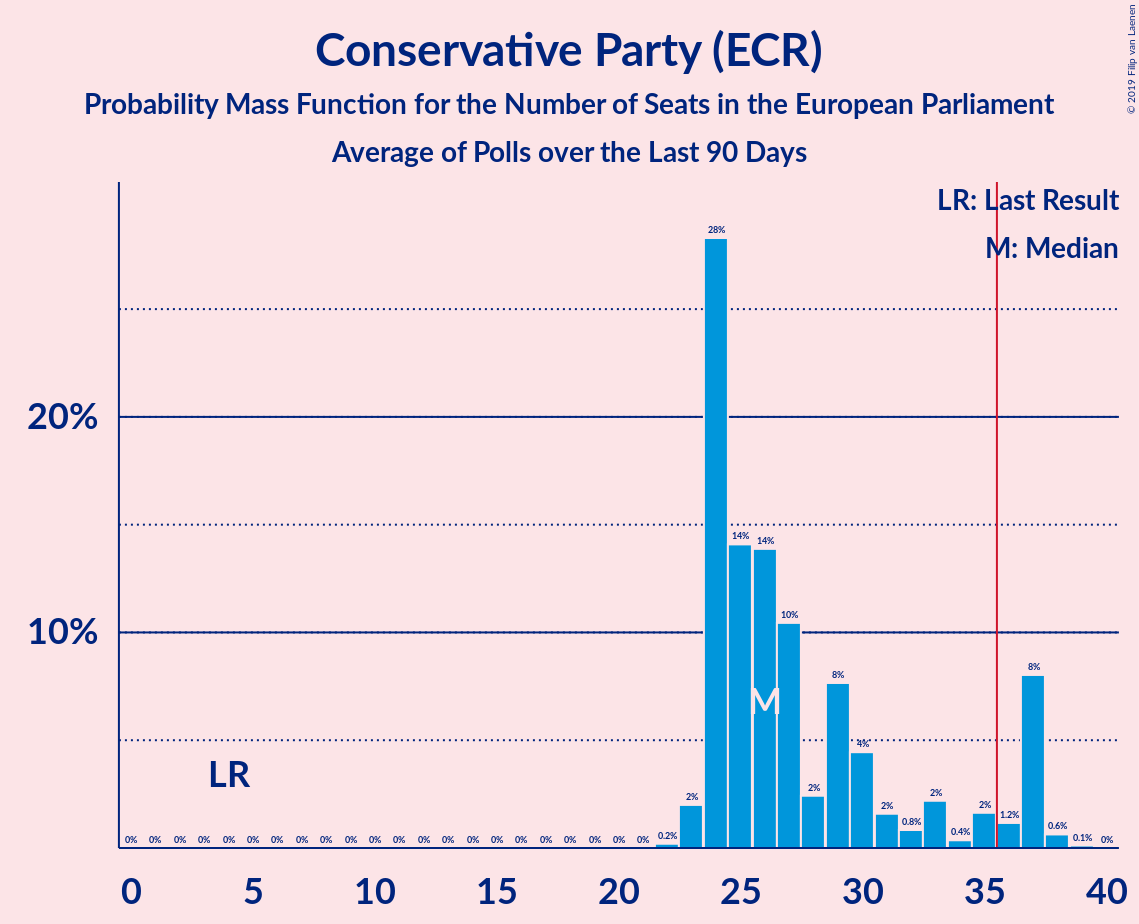 Conservative Party (ECR)
Probability Mass Function for the Number of Seats in the European Parliament
Average of Polls over the Last 90 Days
© 2019 Filip van Laenen
LR: Last Result
M: Median
20%
10%
LR
M
0% 0% 0% 0% 0% 0% 0% 0% 0% 0% 0% 0% 0% 0% 0% 0% 0% 0% 0% 0% 0% 0% 0.2% 2% 28% 14% 14% 10% 2% 8% 4% 2% 0.8% 2% 0.4% 2% 1.2% 8% 0.6% 0.1% 0%
0 5 10 15 20 25 30 35 40